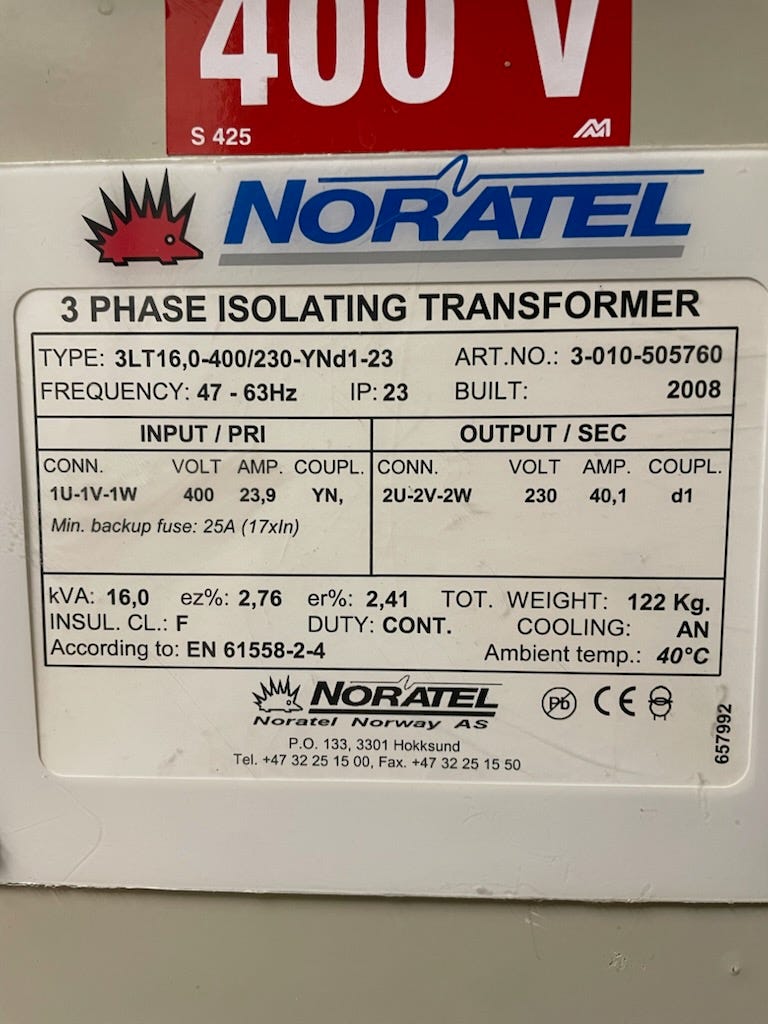 400 V
S 425
NORATEL
3 PHASE ISOLATING TRANSFORMER
TYPE: 3LT16,0-400/230-YNd1-23 ART.NO.: 3-010-505760
FREQUENCY: 47 - 63Hz IP: 23 BUILT: 2008
INPUT / PRI OUTPUT / SEC
CONN. VOLT AMP. COUPL. CONN. VOLT AMP. COUPL.
1U-1V-1W 400 23,9 YN, 2U-2V-2W 230 40,1 d1
Min. backup fuse: 25A (17xIn)
kVA: 16,0 ez%: 2,76 er%: 2,41 TOT. WEIGHT: 122 Kg.
INSUL. CL.: F DUTY: CONT. COOLING: AN
According to: EN 61558-2-4 Ambient temp.: 40°C
NORATEL Pb CE
Noratel Norway AS
P.O. 133, 3301 Hokksund
Tel. +47 32 25 15 00, Fax. +47 32 25 15 50
657992